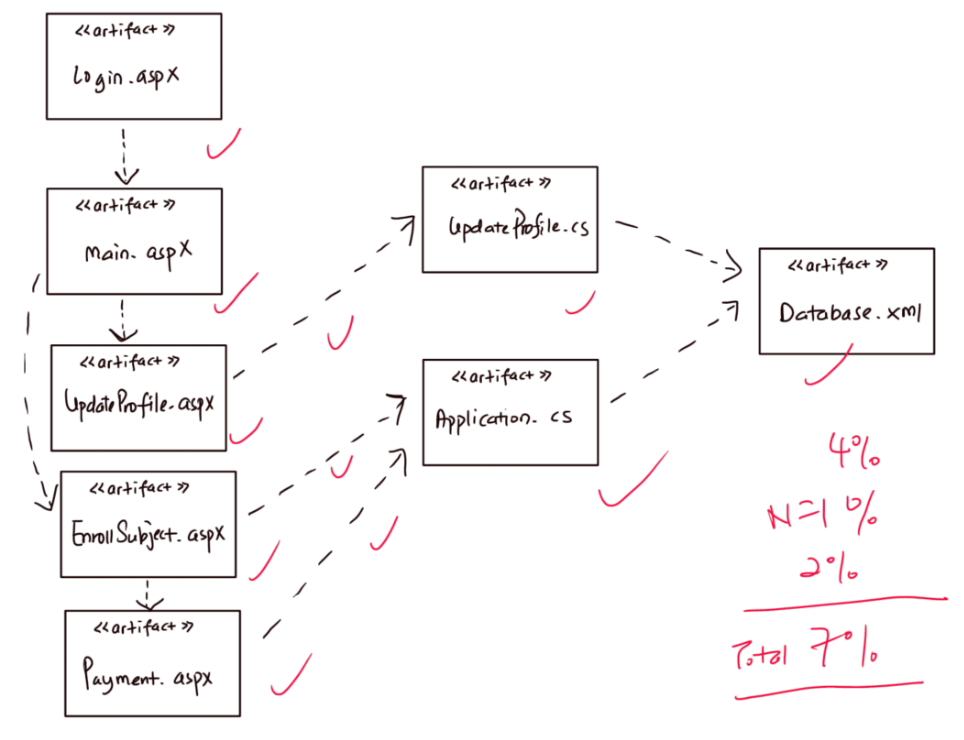 <<artifact>>
Login.aspx
<<artifact>>
Main.aspx
<<artifact>>
UpdateProfile.aspx
<<artifact>>
EnrollSubject.aspx
<<artifact>>
Payment.aspx
<<artifact>>
UpdateProfile.cs
<<artifact>>
Application.cs
<<artifact>>
Database.xml
4%
N=1%
2%
Total 7%